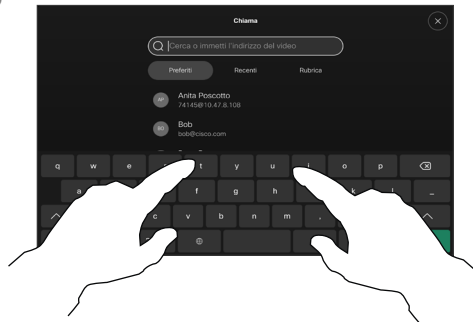 Chiama
Cerca o immetti l'indirizzo del video
Preferiti Recenti Rubrica
AP Anita Poscotto
74145@10.47.8.108
BO Bob
bob@cisco.com
q w e t y u o p
a f g h k l _
c v b n m ,